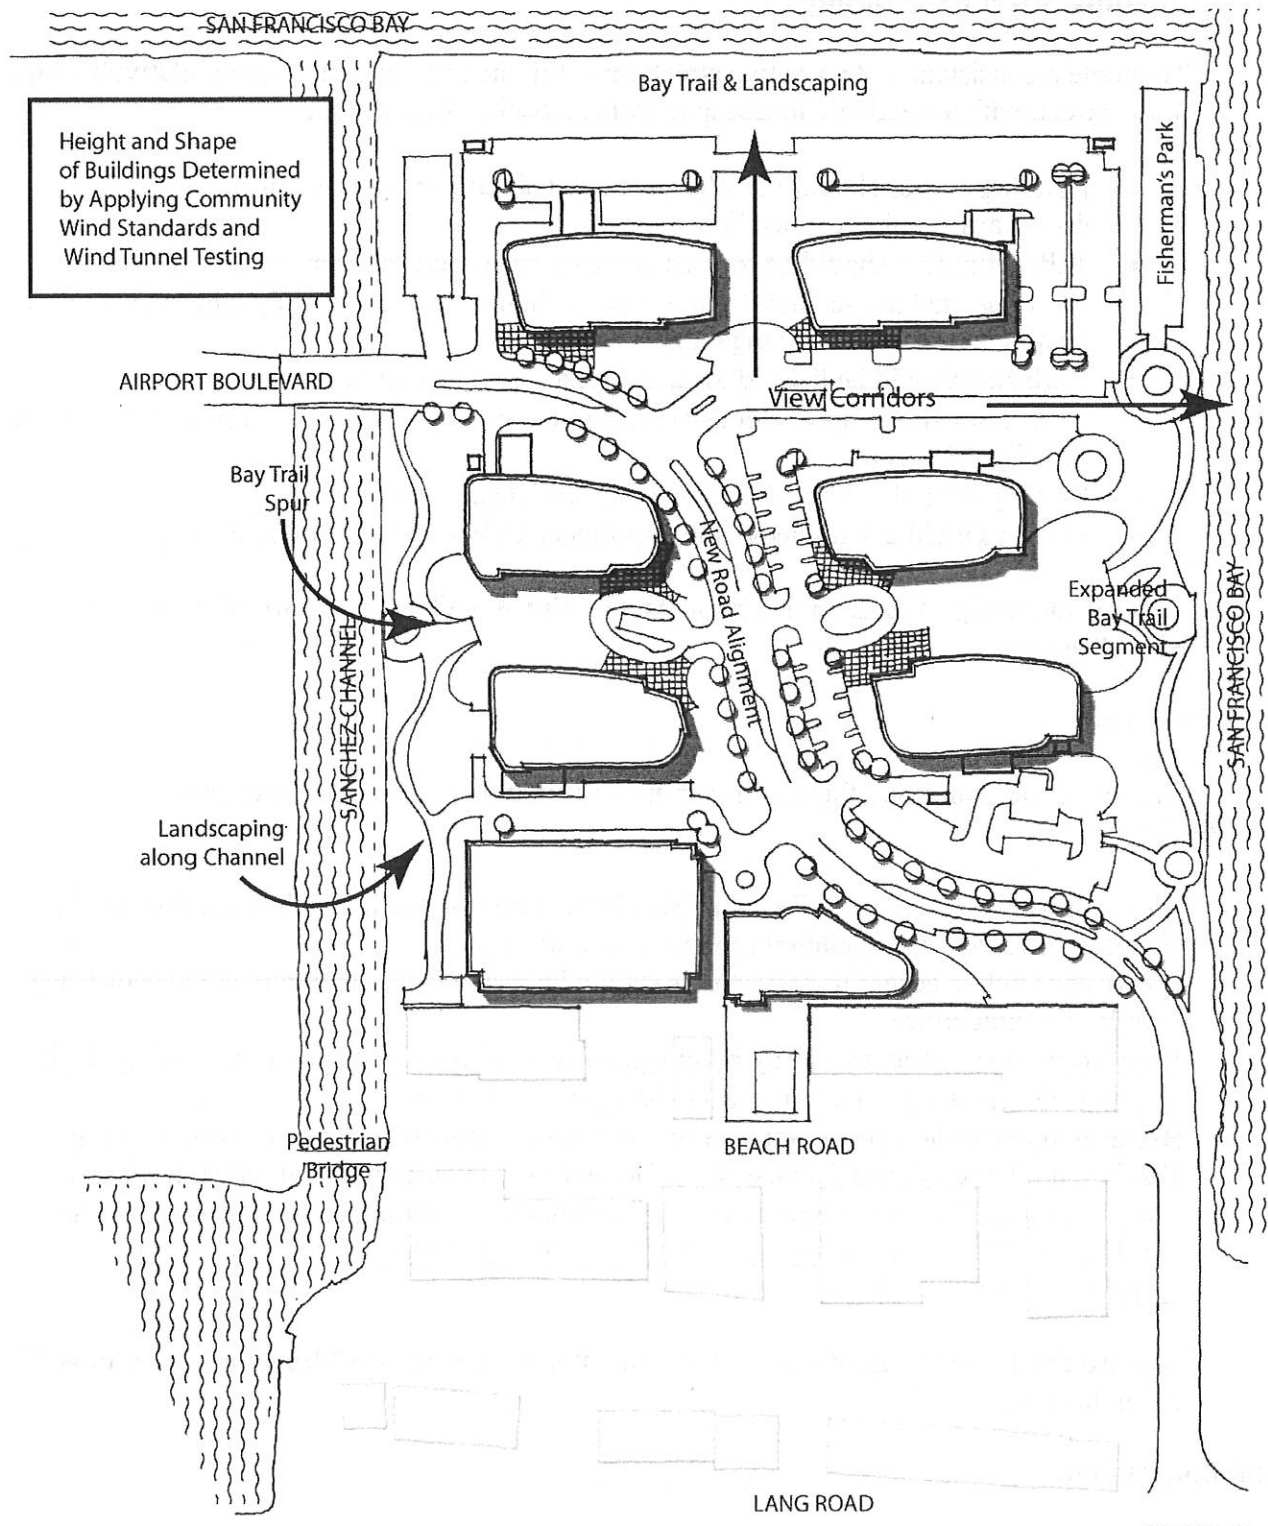 SAN FRANCISCO BAY
Bay Trail & Landscaping
Height and Shape
of Buildings Determined
by Applying Community
Wind Standards and
Wind Tunnel Testing
Fisherman's Park
AIRPORT BOULEVARD
View Corridors
Bay Trail
Spur
New Road Alignment
Expanded
Bay Trail
Segment
SANCHEZ CHANNEL
SAN FRANCISCO BAY
Landscaping
along Channel
Pedestrian
Bridge
BEACH ROAD
LANG ROAD